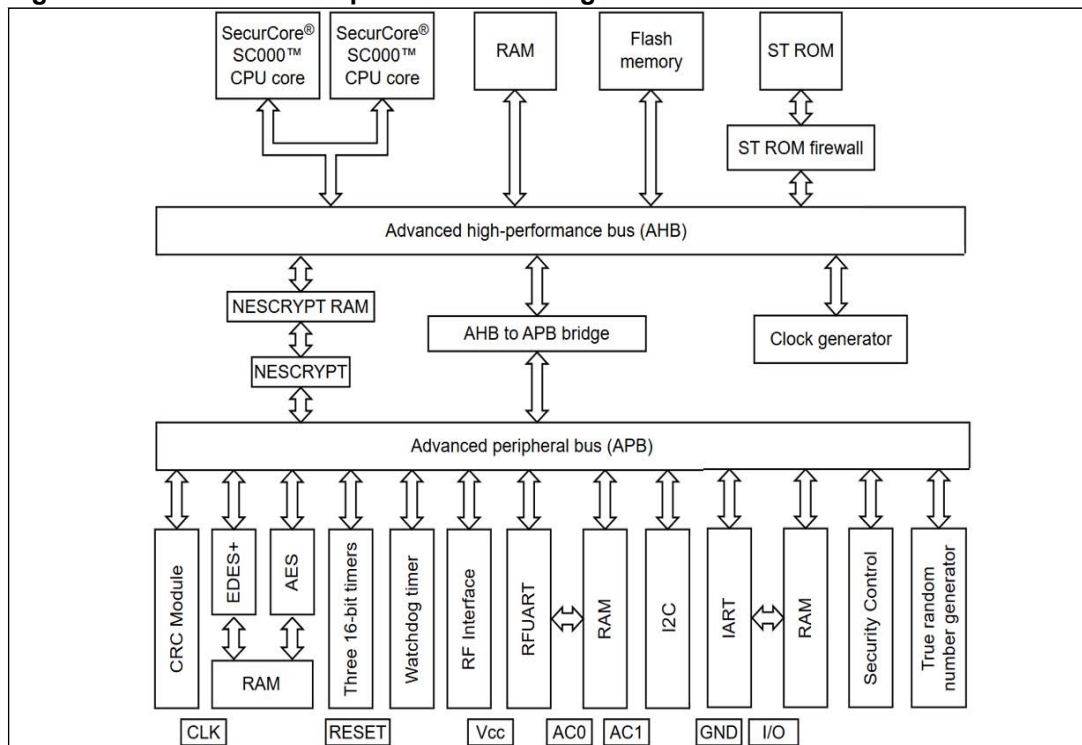 SecurCore®
SC000™
CPU core
SecurCore®
SC000™
CPU core
RAM
Flash
memory
ST ROM
ST ROM firewall
Advanced high-performance bus (AHB)
NESCRYPT RAM
AHB to APB bridge
Clock generator
NESCRYPT
Advanced peripheral bus (APB)
CRC Module
EDES+
AES
RAM
Three 16-bit timers
Watchdog timer
RF Interface
RFUART
RAM
I2C
IART
RAM
Security Control
True random
number generator
CLK
RESET
Vcc
AC0
AC1
GND
I/O